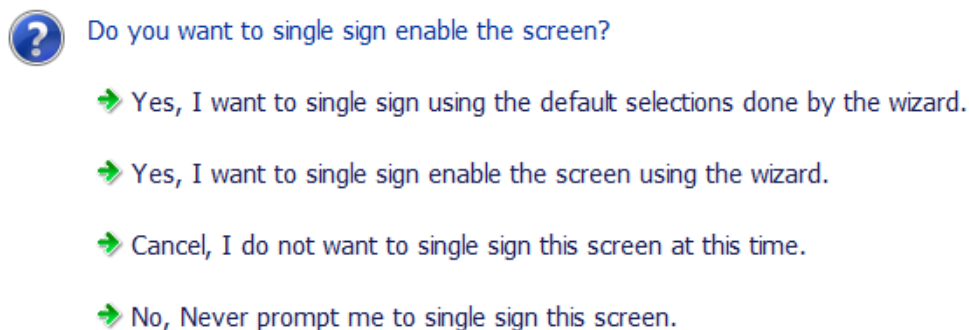 Do you want to single sign enable the screen?
Yes, I want to single sign using the default selections done by the wizard.
Yes, I want to single sign enable the screen using the wizard.
Cancel, I do not want to single sign this screen at this time.
No, Never prompt me to single sign this screen.